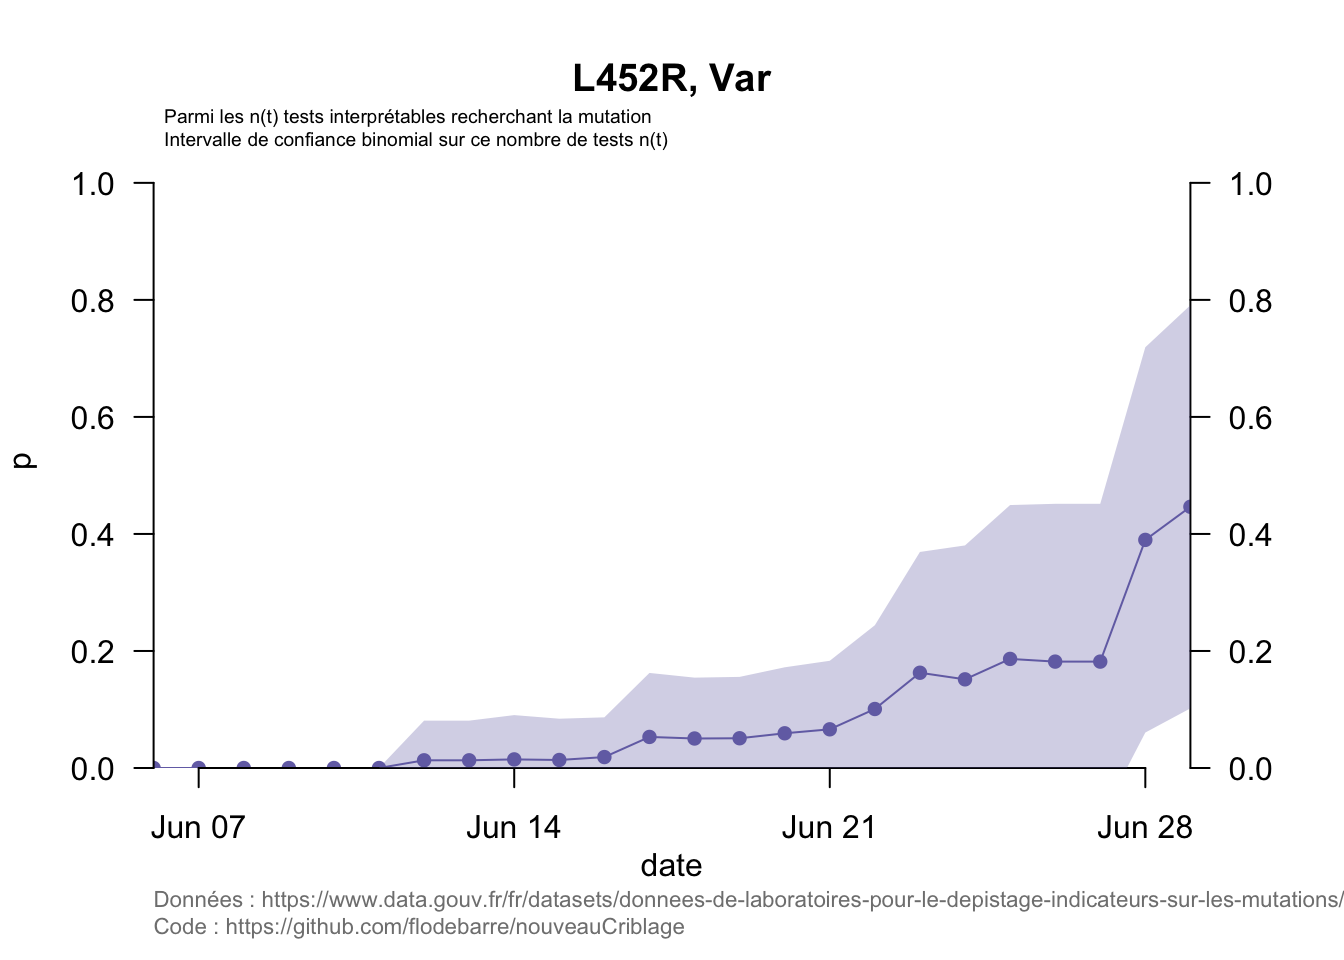 L452R, Var
Parmi les n(t) tests interprétables recherchant la mutation
Intervalle de confiance binomial sur ce nombre de tests n(t)
1.0 1.0
0.8 0.8
0.6 0.6
p
0.4 0.4
0.2 0.2
0.0 0.0
Jun 07 Jun 14 Jun 21 Jun 28
date
Données : https://www.data.gouv.fr/fr/datasets/donnees-de-laboratoires-pour-le-depistage-indicateurs-sur-les-mutations/
Code : https://github.com/flodebarre/nouveauCriblage